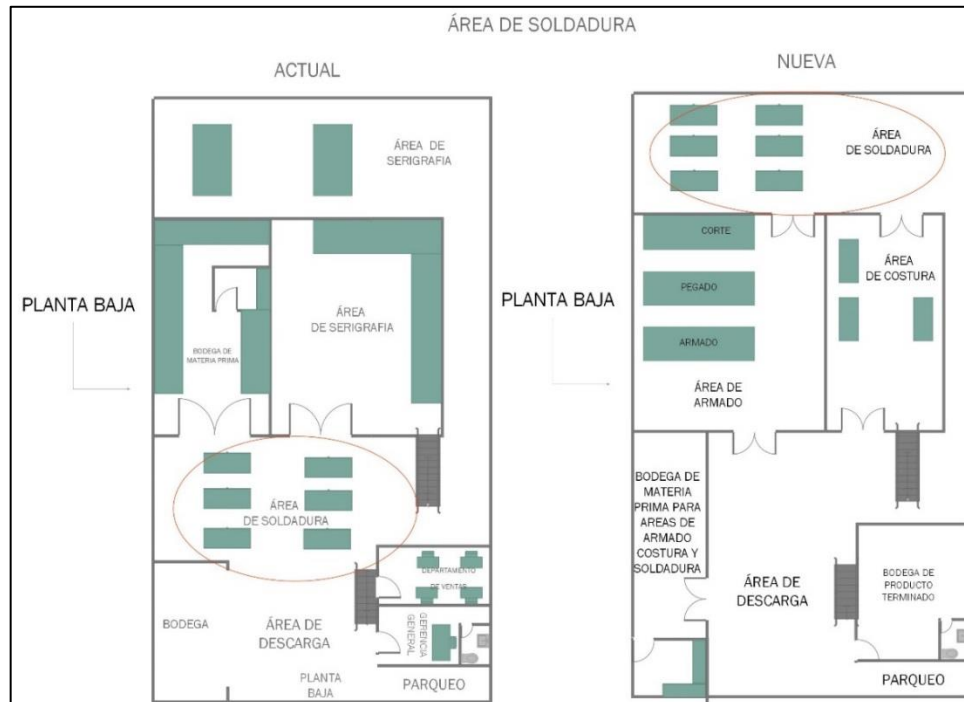 ÁREA DE SOLDADURA
ACTUAL
ÁREA DE
SERIGRAFIA
PLANTA BAJA
BODEGA DE
MATERIA PRIMA
ÁREA
DE SERIGRAFIA
ÁREA
DE SOLDADURA
DEPARTAMENTO
DE VENTAS
BODEGA
ÁREA DE
DESCARGA
GERENCIA
GENERAL
PLANTA
BAJA
PARQUEO
NUEVA
ÁREA
DE SOLDADURA
CORTE
PEGADO
ARMADO
ÁREA
DE COSTURA
PLANTA BAJA
ÁREA DE
ARMADO
BODEGA DE
MATERIA
PRIMA PARA
AREAS DE
ARMADO
COSTURA Y
SOLDADURA
ÁREA DE
DESCARGA
BODEGA DE
PRODUCTO
TERMINADO
PARQUEO